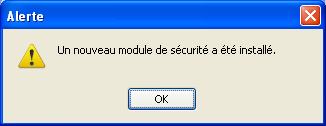 Alerte
Un nouveau module de sécurité a été installé.
OK